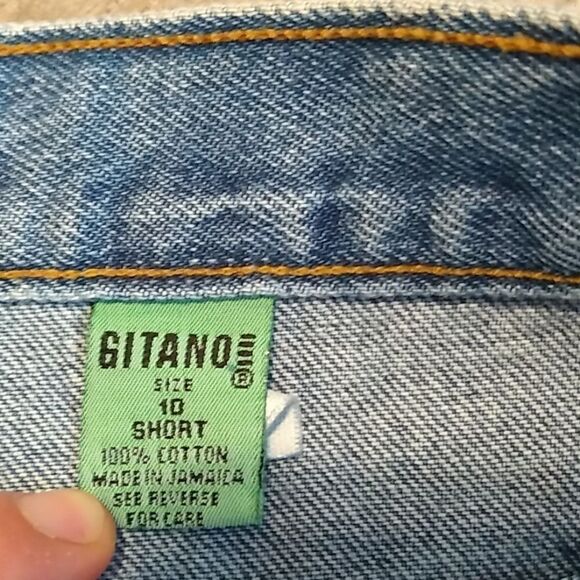 GITANO ®
SIZE
10
SHORT
100% COTTON
MADE IN JAMAICA
SEE REVERSE
FOR CARE